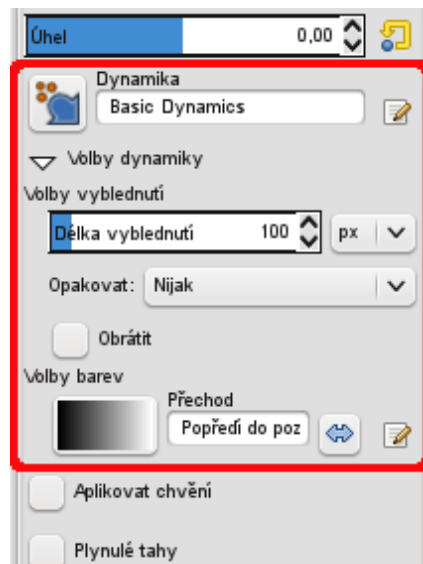 Úhel 0,00
Dynamika
Basic Dynamics
Volby dynamiky
Volby vyblednutí
Délka vyblednutí 100 px
Opakovat: Nijak
Obrátit
Volby barev
Přechod
Popředí do poz
Aplikovat chvění
Plynulé tahy